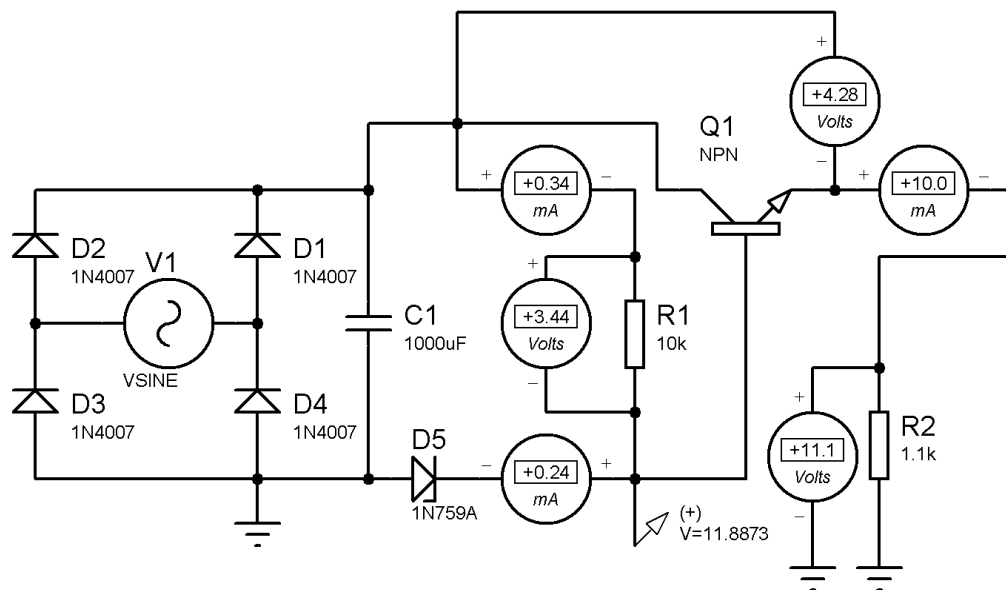 +
+4.28
Volts
−
Q1
NPN
+
+0.34
mA
−
+
+10.0
mA
−
D2
1N4007
V1
VSINE
D1
1N4007
C1
1000uF
+
+3.44
Volts
−
R1
10k
D3
1N4007
D4
1N4007
D5
1N759A
−
+0.24
mA
+
+
+11.1
Volts
−
R2
1.1k
(+)
V=11.8873